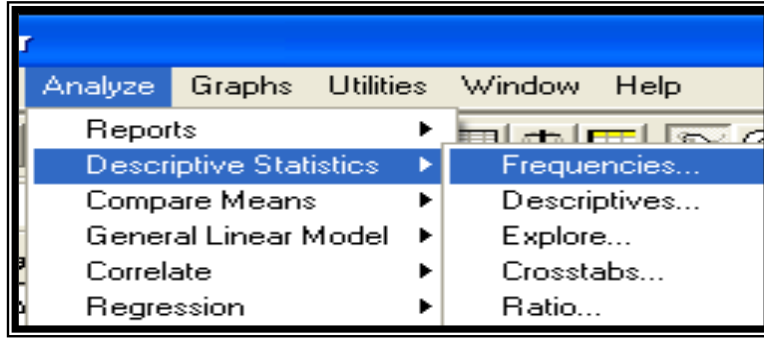 r
Analyze Graphs Utilities Window Help
Reports
Descriptive Statistics
Compare Means
General Linear Model
Correlate
Regression
Frequencies...
Descriptives...
Explore...
Crosstabs...
Ratio...